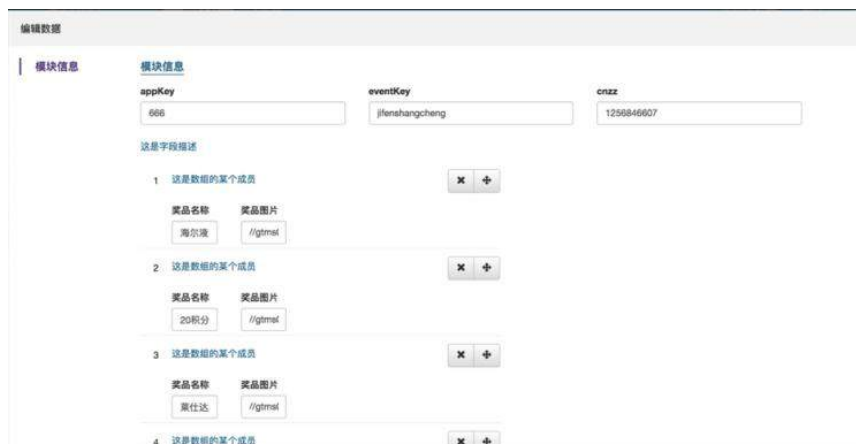 编辑数据
模块信息
模块信息
appKey eventKey cnzz
666 jifenshangcheng 1256846607
这是字段描述
1 这是数组的某个成员
奖品名称 奖品图片
海尔液 //gtms(
2 这是数组的某个成员
奖品名称 奖品图片
20积分 //gtms(
3 这是数组的某个成员
奖品名称 奖品图片
莱仕达 //gtms(
4 这是数组的某个成员